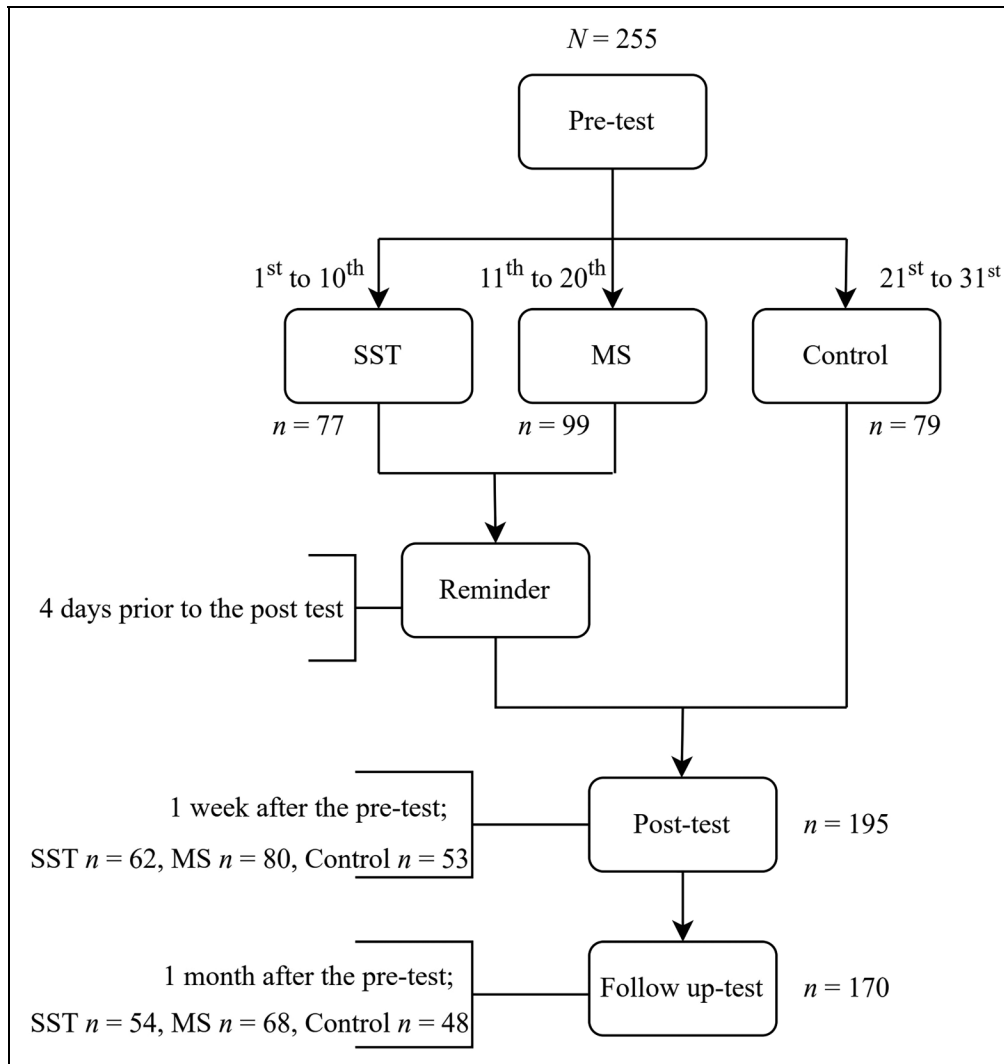 N = 255
Pre-test
1st to 10th
11th to 20th
21st to 31st
SST
MS
Control
n = 77
n = 99
n = 79
Reminder
4 days prior to the post test
1 week after the pre-test;
SST n = 62, MS n = 80, Control n = 53
Post-test
n = 195
1 month after the pre-test;
SST n = 54, MS n = 68, Control n = 48
Follow up-test
n = 170